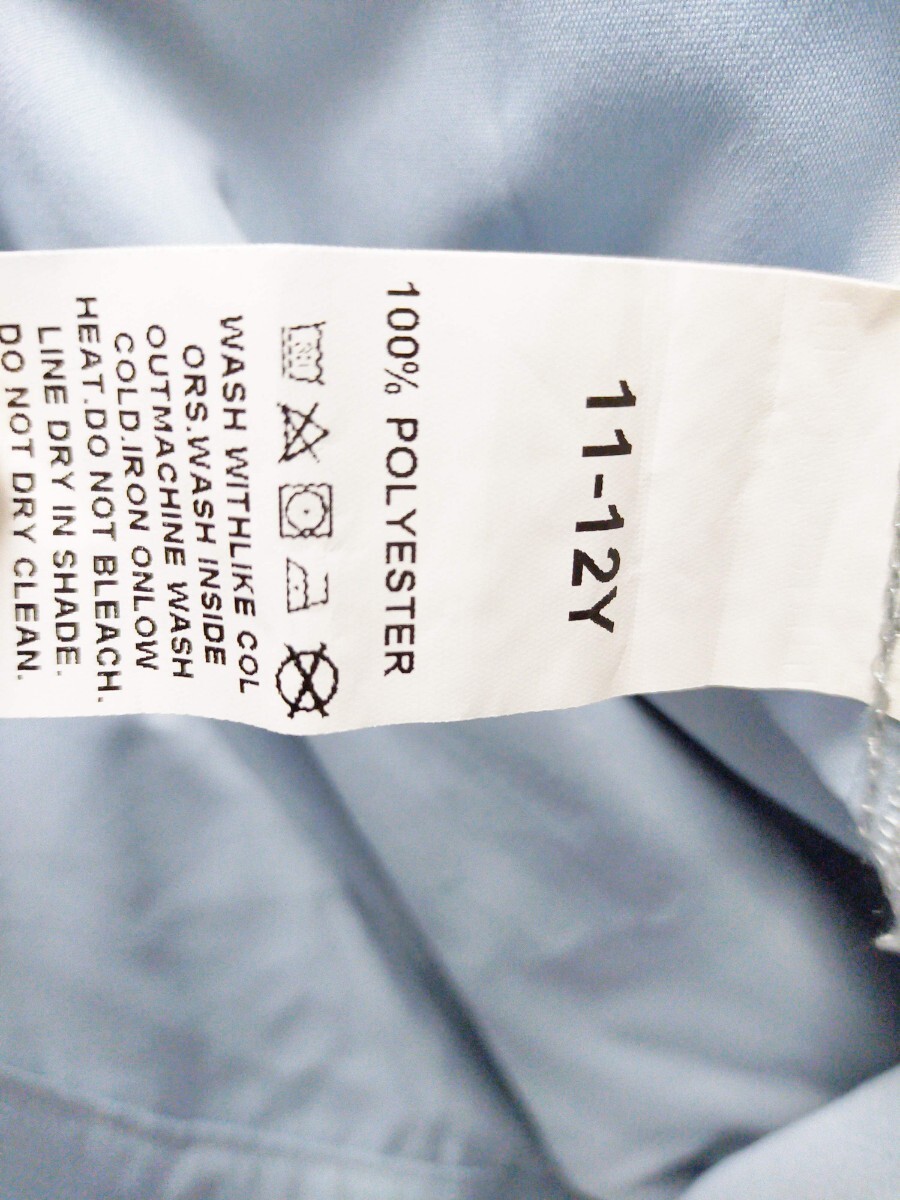 11-12Y
100% POLYESTER
WASH WITHLIKE COL
ORS.WASH INSIDE
OUTMACHINE WASH
COLD.IRON ONLOW
HEAT.DO NOT BLEACH.
LINE DRY IN SHADE.
DO NOT DRY CLEAN.